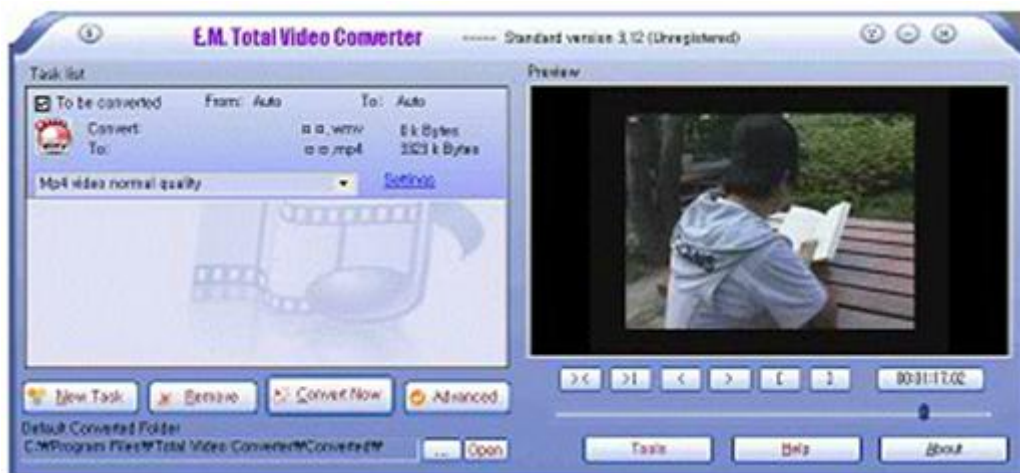 E.M. Total Video Converter ----- Standard version 3.12 (Unregistered)
Task list
Preview
To be converted From: Auto To: Auto
Convert: .wmv 0 k Bytes
To: .mp4 3323 k Bytes
Mp4 video normal quality Settings
>< >| < > [ ] 00:01:17.02
New Task Remove Convert Now Advanced
Default Converted Folder
C:₩Program Files₩Total Video Converter₩Converted₩ ... Open
Tools Help About